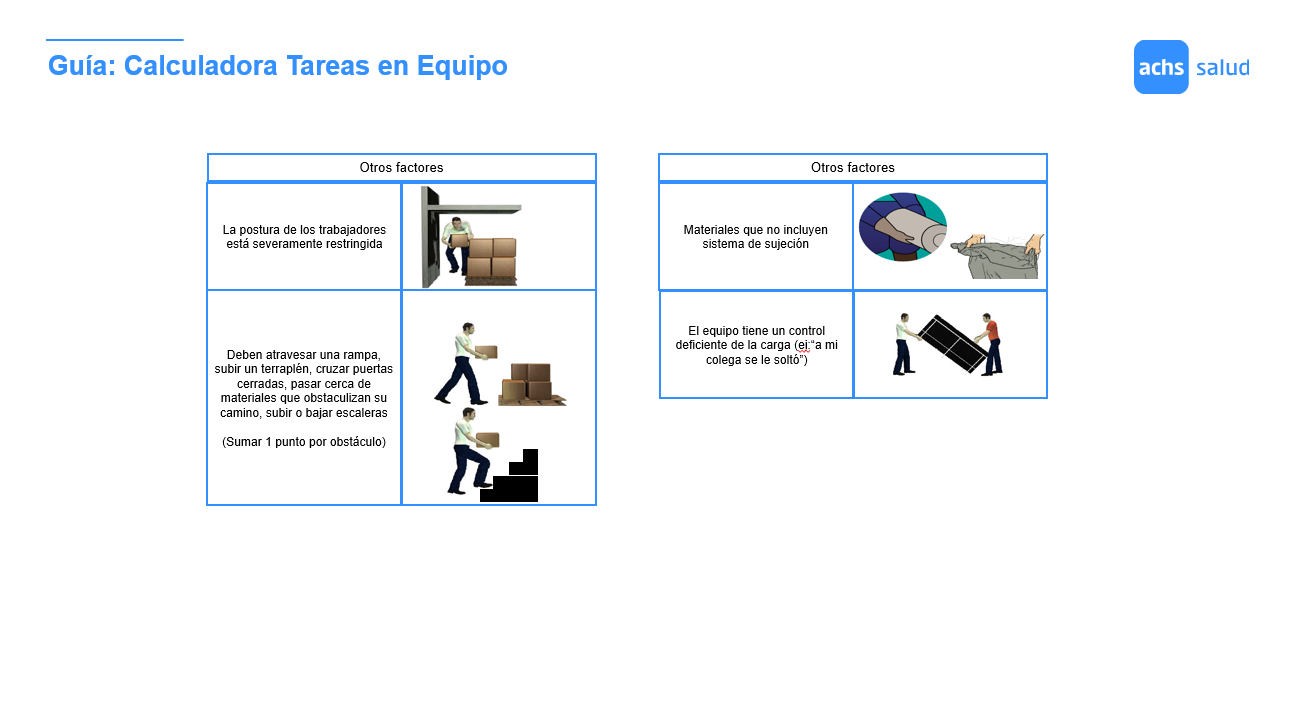 Guía: Calculadora Tareas en Equipo
achs salud
Otros factores
La postura de los trabajadores
está severamente restringida
Deben atravesar una rampa,
subir un terraplén, cruzar puertas
cerradas, pasar cerca de
materiales que obstaculizan su
camino, subir o bajar escaleras
(Sumar 1 punto por obstáculo)
Otros factores
Materiales que no incluyen
sistema de sujeción
El equipo tiene un control
deficiente de la carga (ej:“a mi
colega se le soltó”)